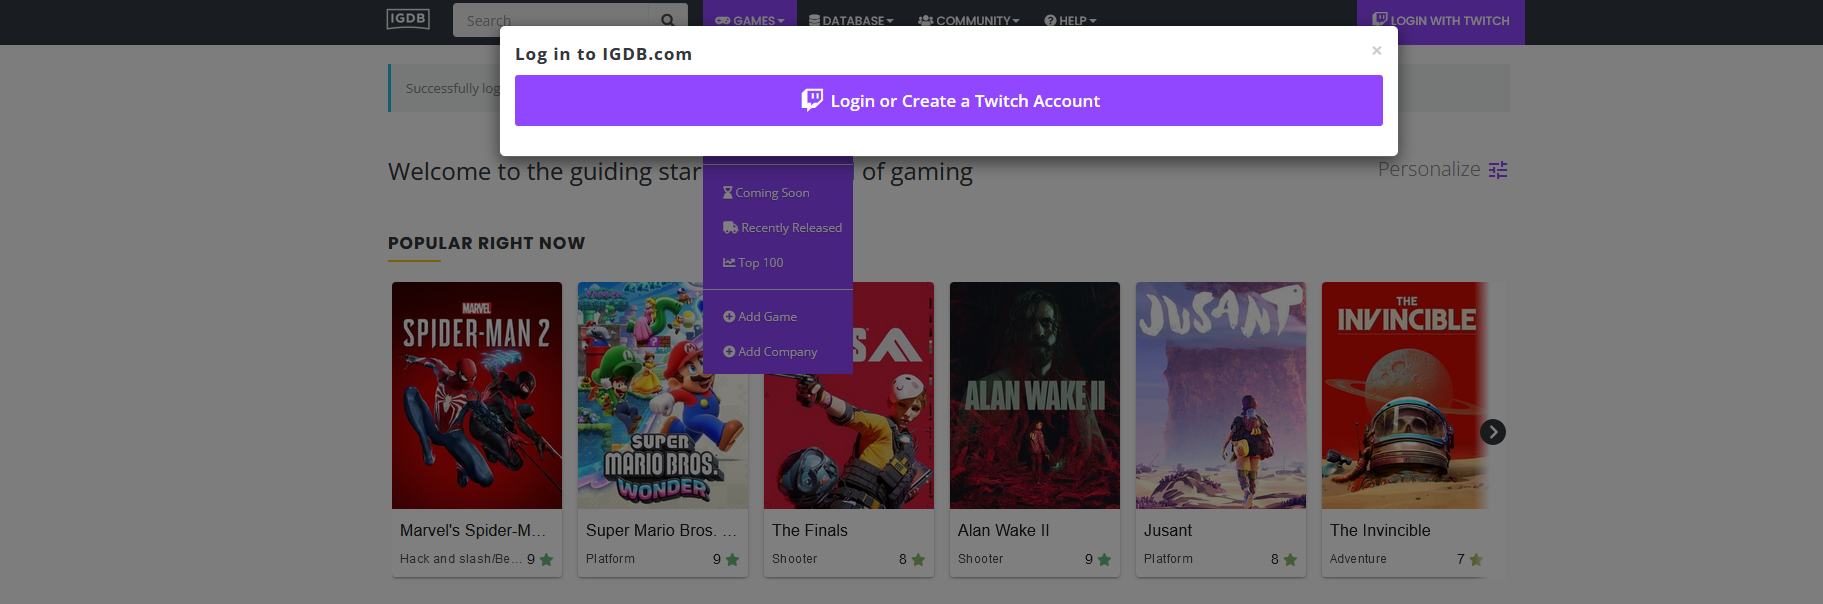 IGDB
Search
GAMES
DATABASE
COMMUNITY
HELP
LOGIN WITH TWITCH
Log in to IGDB.com
×
Login or Create a Twitch Account
Successfully log
Welcome to the guiding star of gaming
Personalize
Coming Soon
Recently Released
Top 100
Add Game
Add Company
POPULAR RIGHT NOW
MARVEL
SPIDER-MAN 2
SUPER
MARIO BROS.
WONDER
ALAN WAKE II
JUSANT
THE
INVINCIBLE
Marvel's Spider-M...
Hack and slash/Be... 9
Super Mario Bros. ...
Platform 9
The Finals
Shooter 8
Alan Wake II
Shooter 9
Jusant
Platform 8
The Invincible
Adventure 7